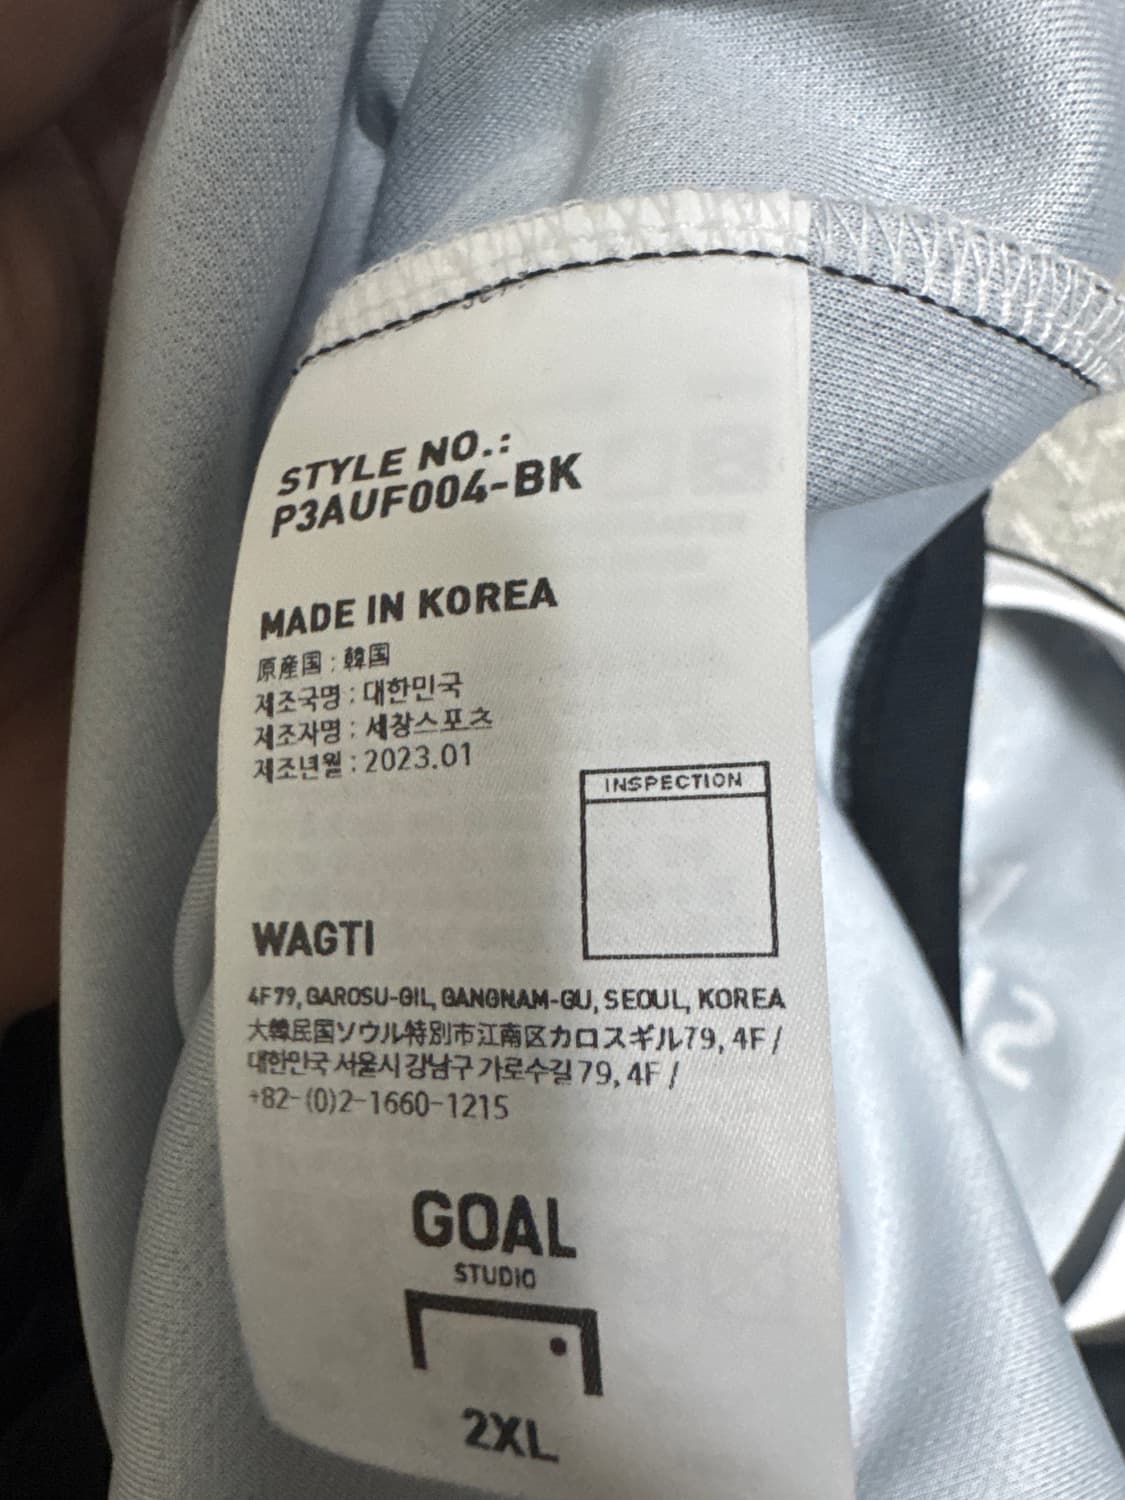 STYLE NO.:
P3AUF004-BK
MADE IN KOREA
原産国 : 韓国
제조국명 : 대한민국
제조자명 : 세창스포츠
제조년월 : 2023.01
INSPECTION
WAGTI
4F 79, GAROSU-GIL, GANGNAM-GU, SEOUL, KOREA
大韓民国ソウル特別市江南区カロスギル79, 4F /
대한민국 서울시 강남구 가로수길 79, 4F /
+82-(0)2-1660-1215
GOAL
STUDIO
2XL